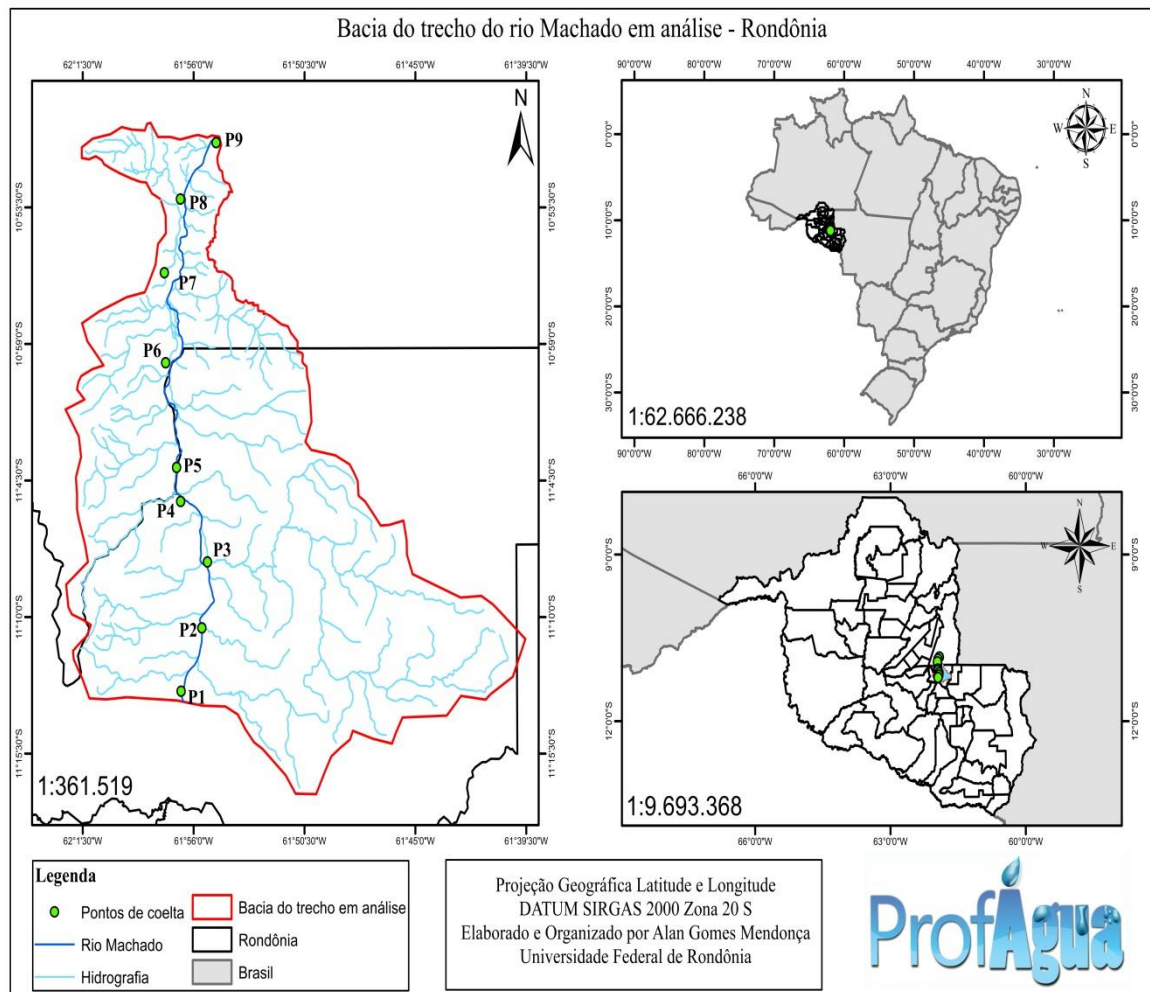 Bacia do trecho do rio Machado em análise - Rondônia
62°1'30"W 61°56'0"W 61°50'30"W 61°45'0"W 61°39'30"W
N
P9
P8
P7
P6
P5
P4
P3
P2
P1
10°53'30"S 10°53'30"S
10°59'0"S 10°59'0"S
11°4'30"S 11°4'30"S
11°10'0"S 11°10'0"S
11°15'30"S 11°15'30"S
1:361.519
62°1'30"W 61°56'0"W 61°50'30"W 61°45'0"W 61°39'30"W
90°0'0"W 80°0'0"W 70°0'0"W 60°0'0"W 50°0'0"W 40°0'0"W 30°0'0"W
N
W E
S
0°0'0" 0°0'0"
10°0'0"S 10°0'0"S
20°0'0"S 20°0'0"S
30°0'0"S 30°0'0"S
1:62.666.238
90°0'0"W 80°0'0"W 70°0'0"W 60°0'0"W 50°0'0"W 40°0'0"W 30°0'0"W
66°0'0"W 63°0'0"W 60°0'0"W
N
W E
S
9°0'0"S 9°0'0"S
12°0'0"S 12°0'0"S
1:9.693.368
66°0'0"W 63°0'0"W 60°0'0"W
Legenda
Pontos de coelta
Rio Machado
Hidrografia
Bacia do trecho em análise
Rondônia
Brasil
Projeção Geográfica Latitude e Longitude
DATUM SIRGAS 2000 Zona 20 S
Elaborado e Organizado por Alan Gomes Mendonça
Universidade Federal de Rondônia
ProfÁgua